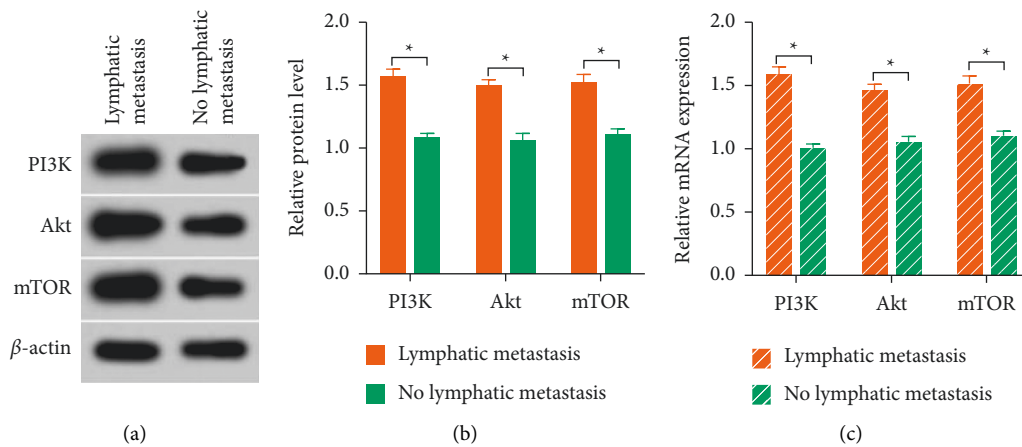 Lymphatic
metastasis
No lymphatic
metastasis
PI3K
Akt
mTOR
β-actin
(a)
Relative protein level
2.0
1.5
1.0
0.5
0.0
*
*
*
PI3K
Akt
mTOR
Lymphatic metastasis
No lymphatic metastasis
(b)
Relative mRNA expression
2.0
1.5
1.0
0.5
0.0
*
*
*
PI3K
Akt
mTOR
Lymphatic metastasis
No lymphatic metastasis
(c)